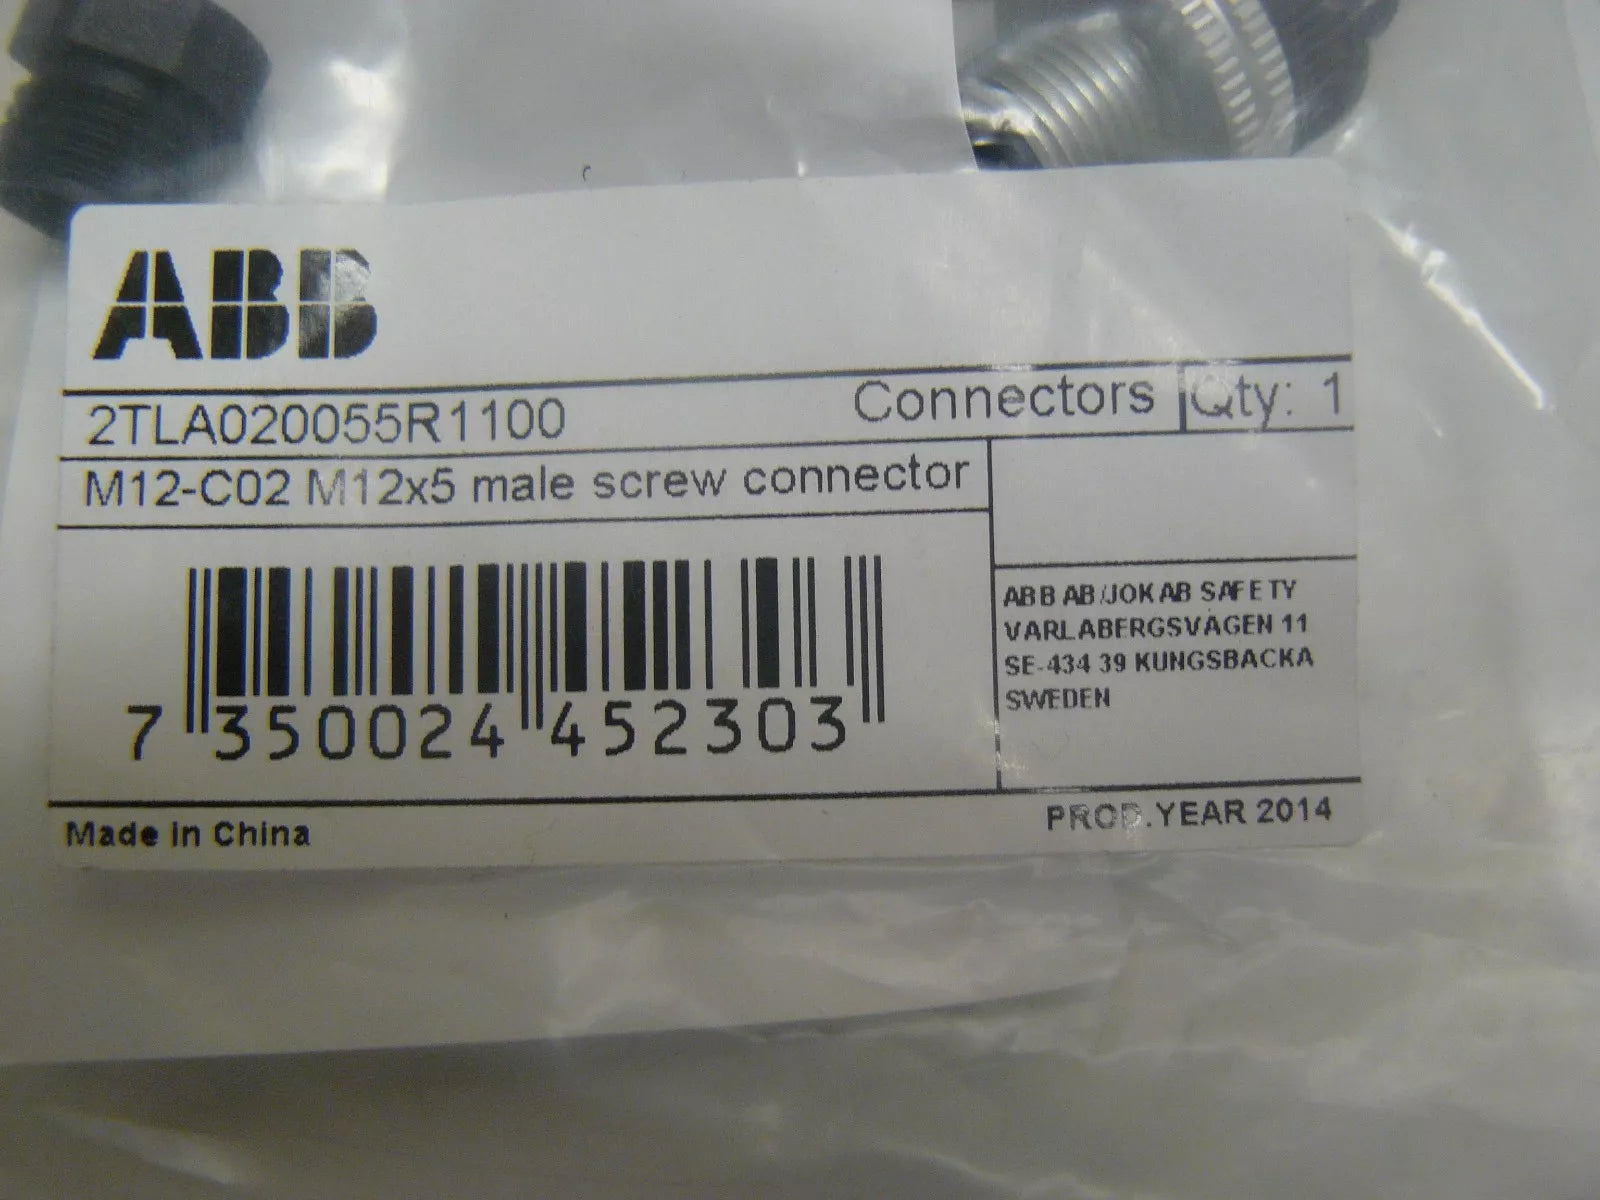 ABB
2TLA020055R1100 Connectors Qty: 1
M12-C02 M12x5 male screw connector
ABB AB/JOKAB SAFETY
VARLABERGSVÄGEN 11
SE-434 39 KUNGSBACKA
SWEDEN
7 350024 452303
Made in China PROD.YEAR 2014